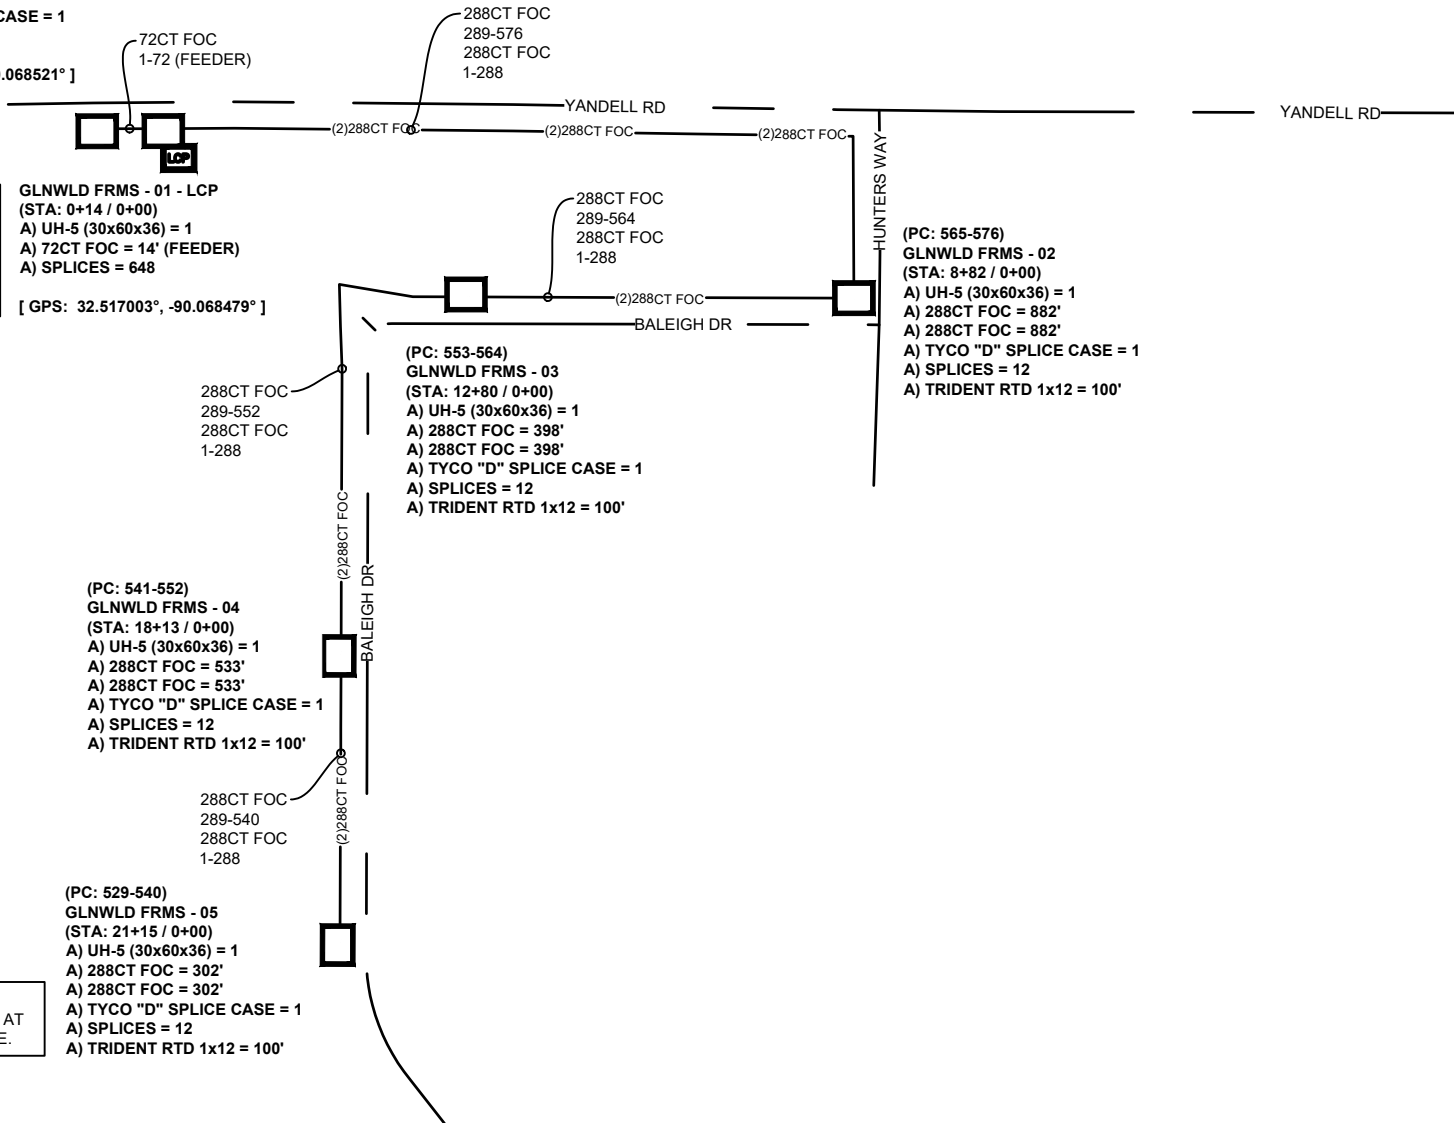 CASE = 1
.068521° ]
72CT FOC
1-72 (FEEDER)
288CT FOC
289-576
288CT FOC
1-288
YANDELL RD
YANDELL RD
(2)288CT FOC
(2)288CT FOC
(2)288CT FOC
LCP
HUNTERS WAY
GLNWLD FRMS - 01 - LCP
(STA: 0+14 / 0+00)
A) UH-5 (30x60x36) = 1
A) 72CT FOC = 14' (FEEDER)
A) SPLICES = 648
[ GPS:  32.517003°, -90.068479° ]
288CT FOC
289-564
288CT FOC
1-288
(2)288CT FOC
BALEIGH DR
(PC: 565-576)
GLNWLD FRMS - 02
(STA: 8+82 / 0+00)
A) UH-5 (30x60x36) = 1
A) 288CT FOC = 882'
A) 288CT FOC = 882'
A) TYCO "D" SPLICE CASE = 1
A) SPLICES = 12
A) TRIDENT RTD 1x12 = 100'
(PC: 553-564)
GLNWLD FRMS - 03
(STA: 12+80 / 0+00)
A) UH-5 (30x60x36) = 1
A) 288CT FOC = 398'
A) 288CT FOC = 398'
A) TYCO "D" SPLICE CASE = 1
A) SPLICES = 12
A) TRIDENT RTD 1x12 = 100'
288CT FOC
289-552
288CT FOC
1-288
(2)288CT FOC
BALEIGH DR
(PC: 541-552)
GLNWLD FRMS - 04
(STA: 18+13 / 0+00)
A) UH-5 (30x60x36) = 1
A) 288CT FOC = 533'
A) 288CT FOC = 533'
A) TYCO "D" SPLICE CASE = 1
A) SPLICES = 12
A) TRIDENT RTD 1x12 = 100'
288CT FOC
289-540
288CT FOC
1-288
(2)288CT FOC
(PC: 529-540)
GLNWLD FRMS - 05
(STA: 21+15 / 0+00)
A) UH-5 (30x60x36) = 1
A) 288CT FOC = 302'
A) 288CT FOC = 302'
A) TYCO "D" SPLICE CASE = 1
A) SPLICES = 12
A) TRIDENT RTD 1x12 = 100'
AT
E.